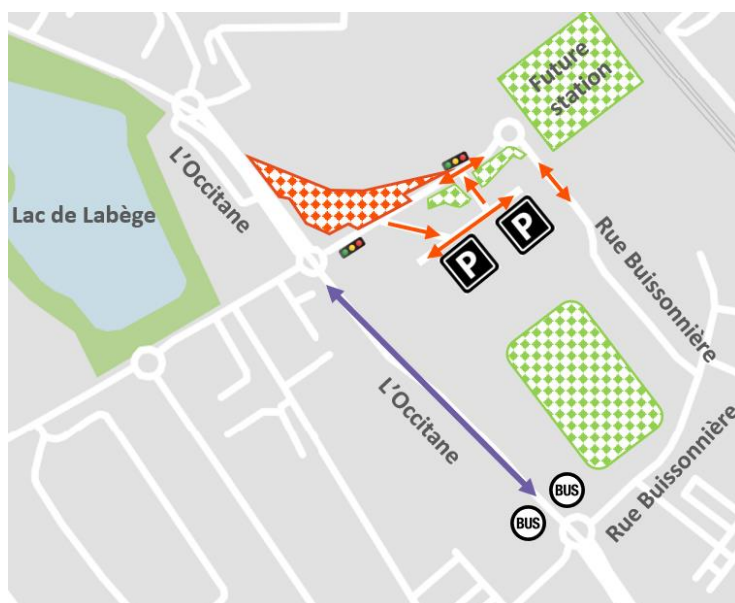 Future
station
L'Occitane
Lac de Labège
P
P
Rue Buissonnière
L'Occitane
Rue Buissonnière
BUS
BUS